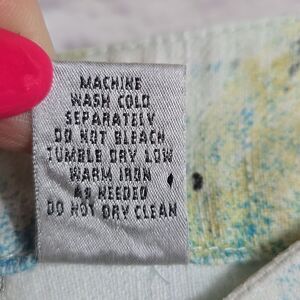 MACHINE
WASH COLD
SEPARATELY
DO NOT BLEACH
TUMBLE DRY LOW
WARM IRON
AS NEEDED
DO NOT DRY CLEAN